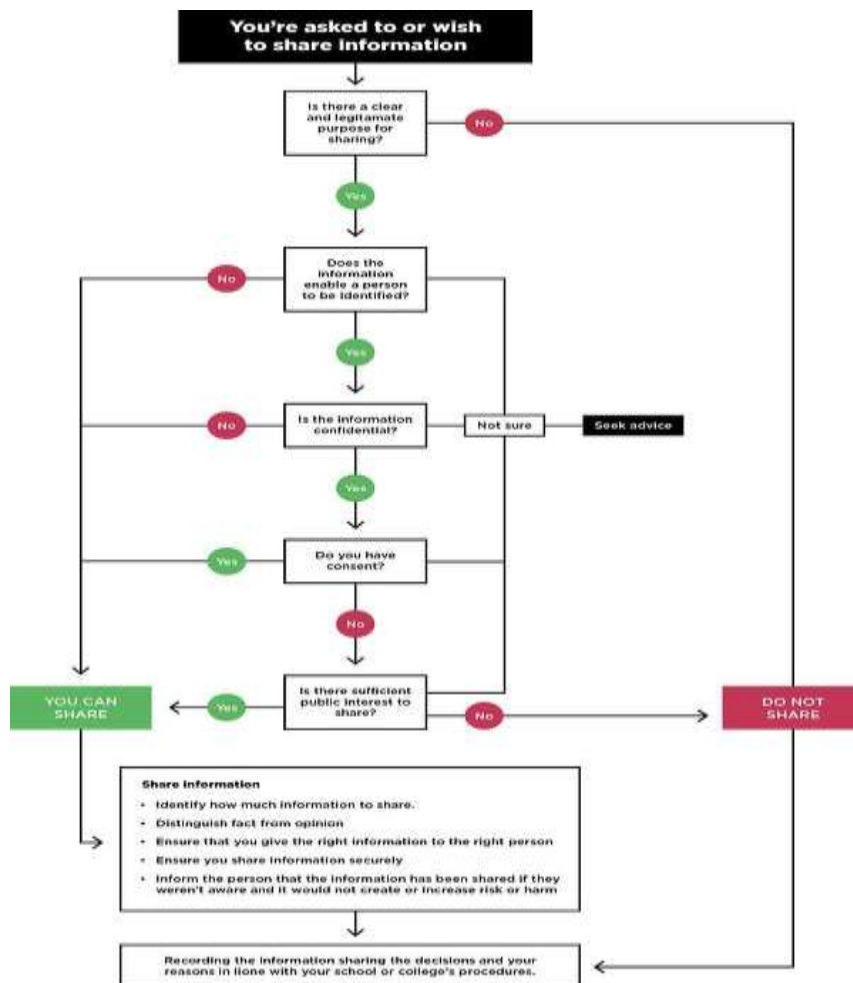 You're asked to or wish
to share information
Is there a clear
and legitamate
purpose for
sharing?
No
Yes
Does the
information
enable a person
to be identified?
No
Yes
Is the information
confidential?
No
Not sure
Seek advice
Yes
Do you have
consent?
Yes
No
Is there sufficient
public interest to
share?
Yes
No
YOU CAN
SHARE
DO NOT
SHARE
Share information
• Identify how much information to share.
• Distinguish fact from opinion
• Ensure that you give the right information to the right person
• Ensure you share information securely
• Inform the person that the information has been shared if they
weren't aware and it would not create or increase risk or harm
Recording the information sharing the decisions and your
reasons in lione with your school or college's procedures.